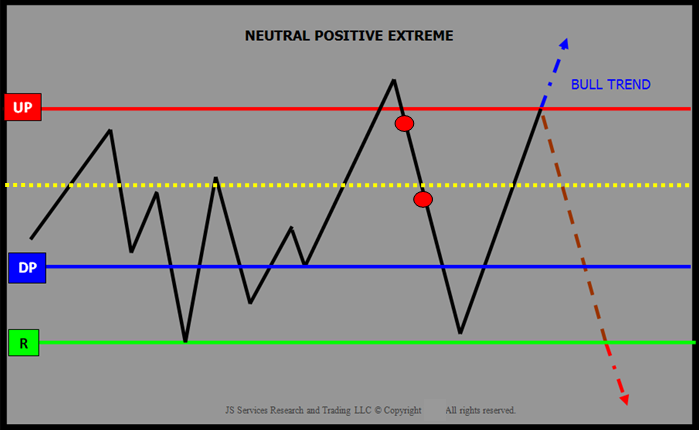 NEUTRAL POSITIVE EXTREME
BULL TREND
UP
DP
R
JS Services Research and Trading LLC © Copyright All rights reserved.